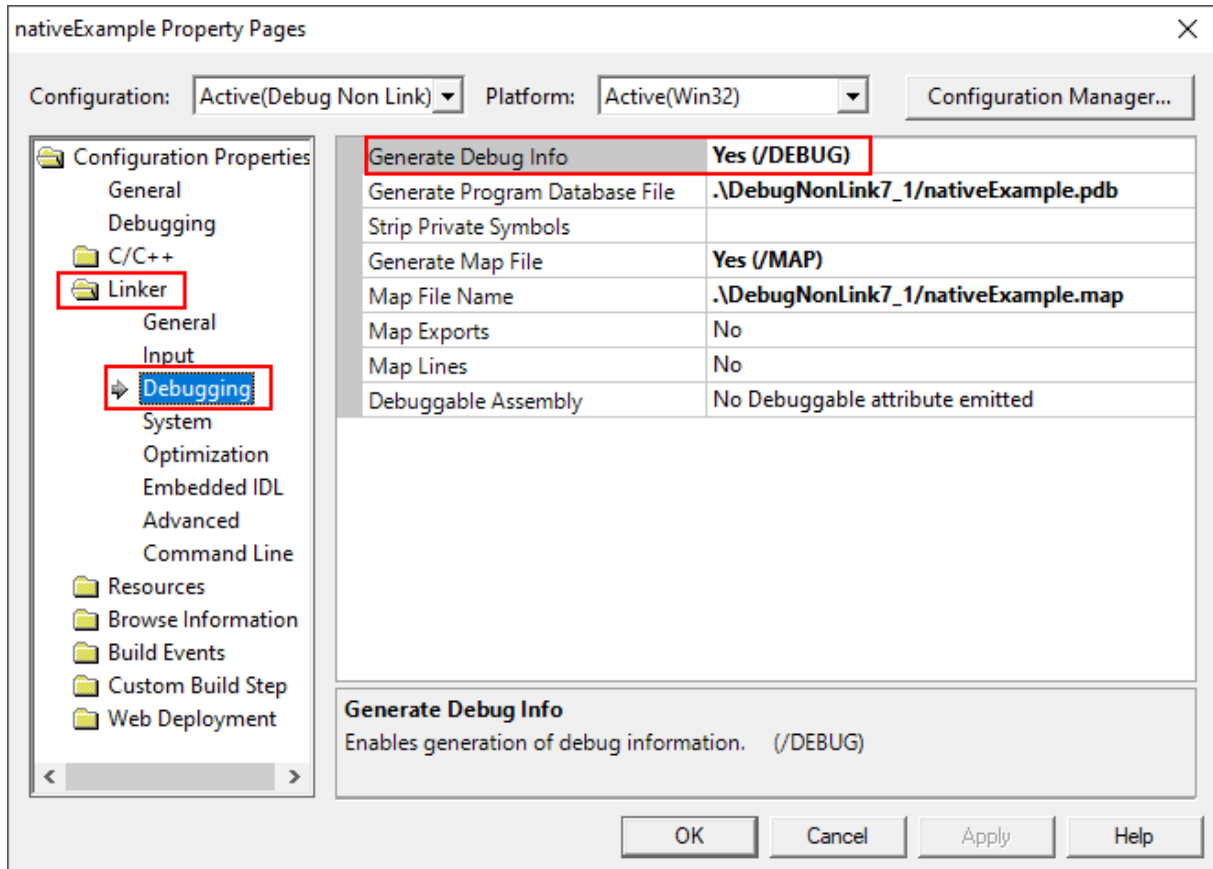 nativeExample Property Pages
Configuration: Active(Debug Non Link) Platform: Active(Win32) Configuration Manager...
Configuration Properties
General
Debugging
C/C++
Linker
General
Input
Debugging
System
Optimization
Embedded IDL
Advanced
Command Line
Resources
Browse Information
Build Events
Custom Build Step
Web Deployment
Generate Debug Info Yes (/DEBUG)
Generate Program Database File .\DebugNonLink7_1/nativeExample.pdb
Strip Private Symbols
Generate Map File Yes (/MAP)
Map File Name .\DebugNonLink7_1/nativeExample.map
Map Exports No
Map Lines No
Debuggable Assembly No Debuggable attribute emitted
Generate Debug Info
Enables generation of debug information. (/DEBUG)
OK Cancel Apply Help